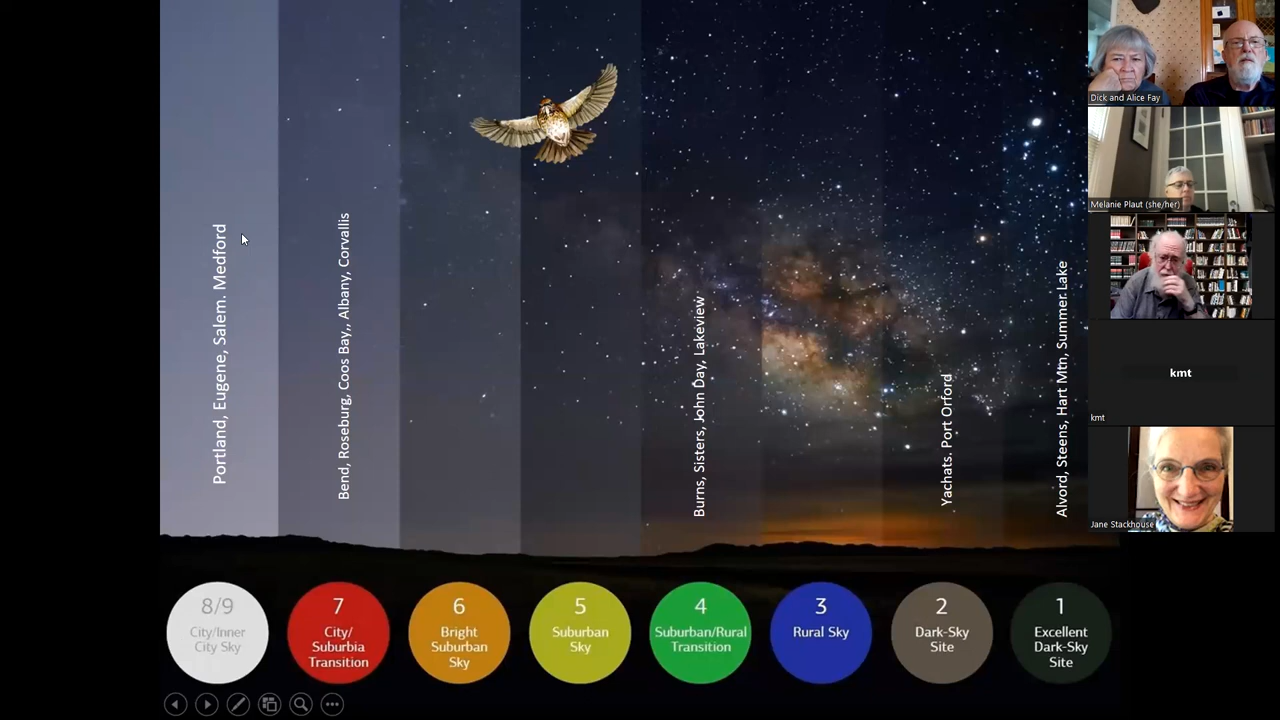 Portland, Eugene, Salem. Medford
Bend, Roseburg, Coos Bay,, Albany, Corvallis
Burns, Sisters, John Day, Lakeview
Yachats. Port Orford
Alvord, Steens, Hart Mtn, Summer Lake
8/9
City/Inner
City Sky
7
City/
Suburbia
Transition
6
Bright
Suburban
Sky
5
Suburban
Sky
4
Suburban/Rural
Transition
3
Rural Sky
2
Dark-Sky
Site
1
Excellent
Dark-Sky
Site
Dick and Alice Fay
Melanie Plaut (she/her)
kmt
kmt
Jane Stackhouse